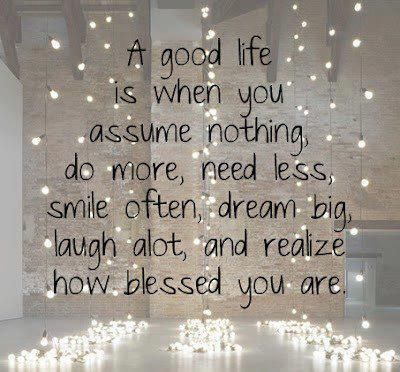 A good life
is when you
assume nothing,
do more, need less,
smile often, dream big,
laugh alot, and realize
how blessed you are.